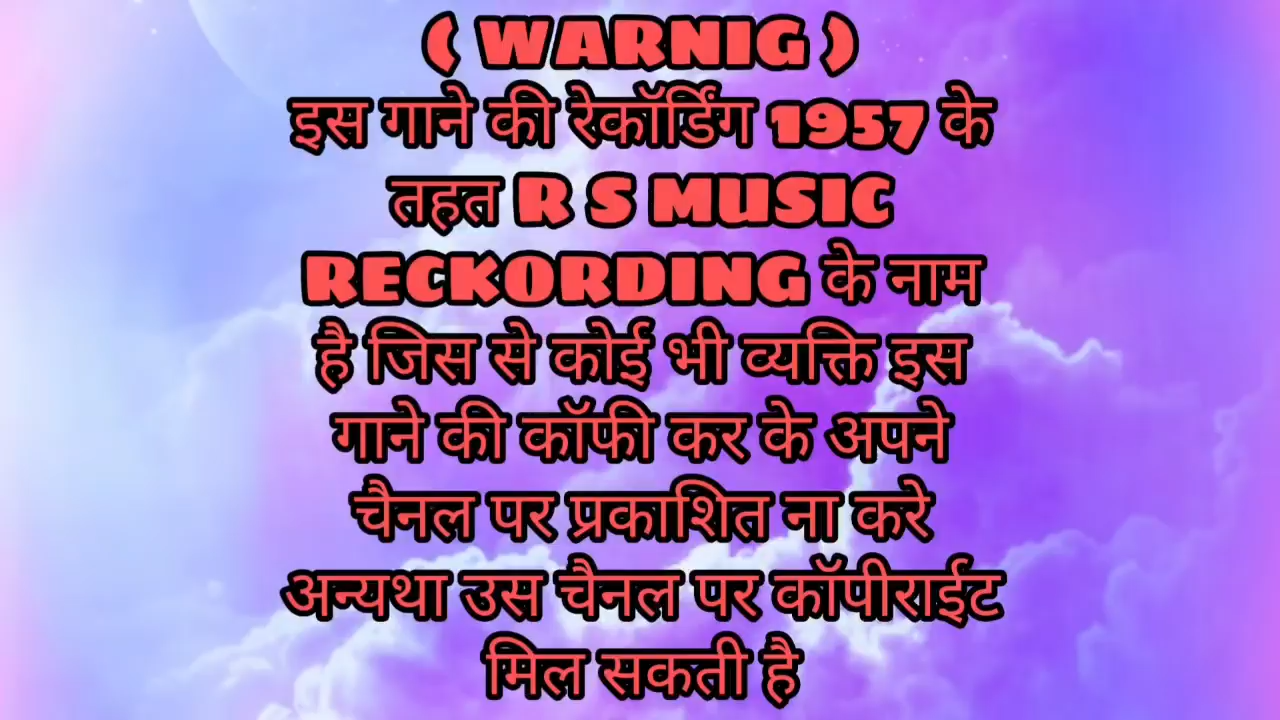 ( WARNIG )
इस गाने की रेकॉर्डिंग 1957 के
तहत R S MUSIC
RECKORDING के नाम
है जिस से कोई भी व्यक्ति इस
गाने की कॉफी कर के अपने
चैनल पर प्रकाशित ना करे
अन्यथा उस चैनल पर कॉपीराईट
मिल सकती है